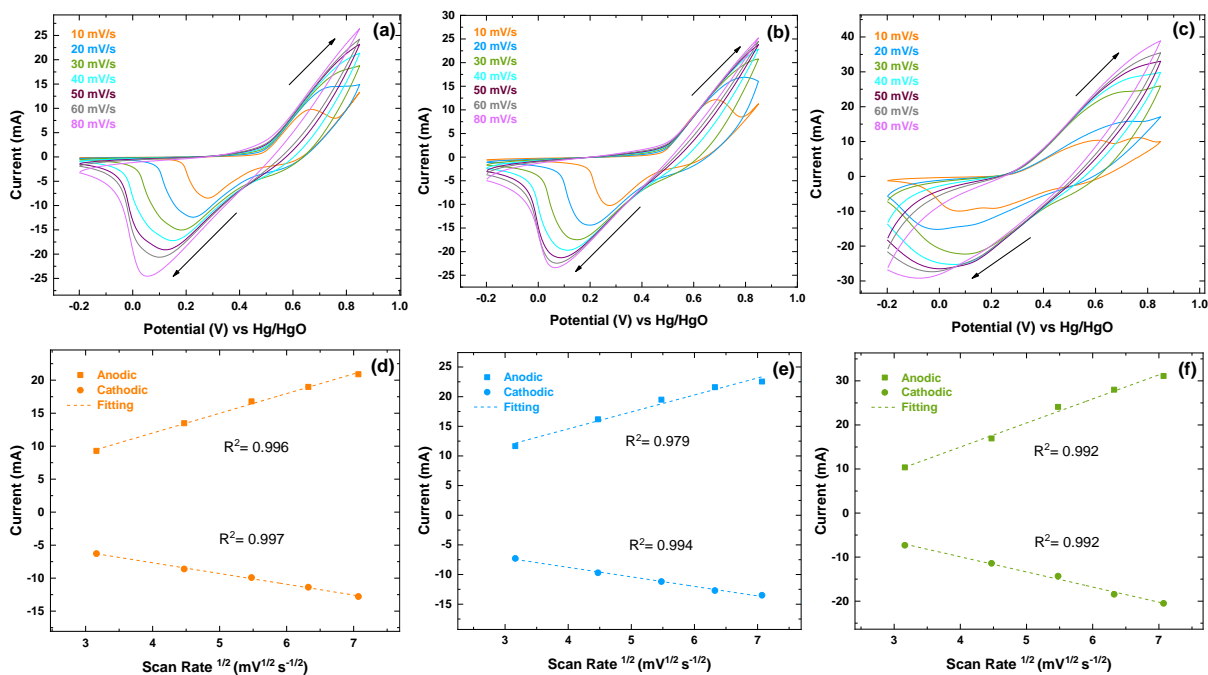 (a)
10 mV/s
20 mV/s
30 mV/s
40 mV/s
50 mV/s
60 mV/s
80 mV/s
25
20
15
10
5
0
-5
-10
-15
-20
-25
Current (mA)
-0.2 0.0 0.2 0.4 0.6 0.8 1.0
Potential (V) vs Hg/HgO
(b)
10 mV/s
20 mV/s
30 mV/s
40 mV/s
50 mV/s
60 mV/s
80 mV/s
25
20
15
10
5
0
-5
-10
-15
-20
-25
Current (mA)
-0.2 0.0 0.2 0.4 0.6 0.8 1.0
Potential (V) vs Hg/HgO
(c)
10 mV/s
20 mV/s
30 mV/s
40 mV/s
50 mV/s
60 mV/s
80 mV/s
40
30
20
10
0
-10
-20
-30
Current (mA)
-0.2 0.0 0.2 0.4 0.6 0.8 1.0
Potential (V) vs Hg/HgO
(d)
Anodic
Cathodic
Fitting
R²= 0.996
R²= 0.997
20
15
10
5
0
-5
-10
-15
Current (mA)
3 4 5 6 7
Scan Rate ¹/² (mV¹/² s⁻¹/²)
(e)
Anodic
Cathodic
Fitting
R²= 0.979
R²= 0.994
25
20
15
10
5
0
-5
-10
-15
Current (mA)
3 4 5 6 7
Scan Rate ¹/² (mV¹/² s⁻¹/²)
(f)
Anodic
Cathodic
Fitting
R²= 0.992
R²= 0.992
30
20
10
0
-10
-20
Current (mA)
3 4 5 6 7
Scan Rate ¹/² (mV¹/² s⁻¹/²)